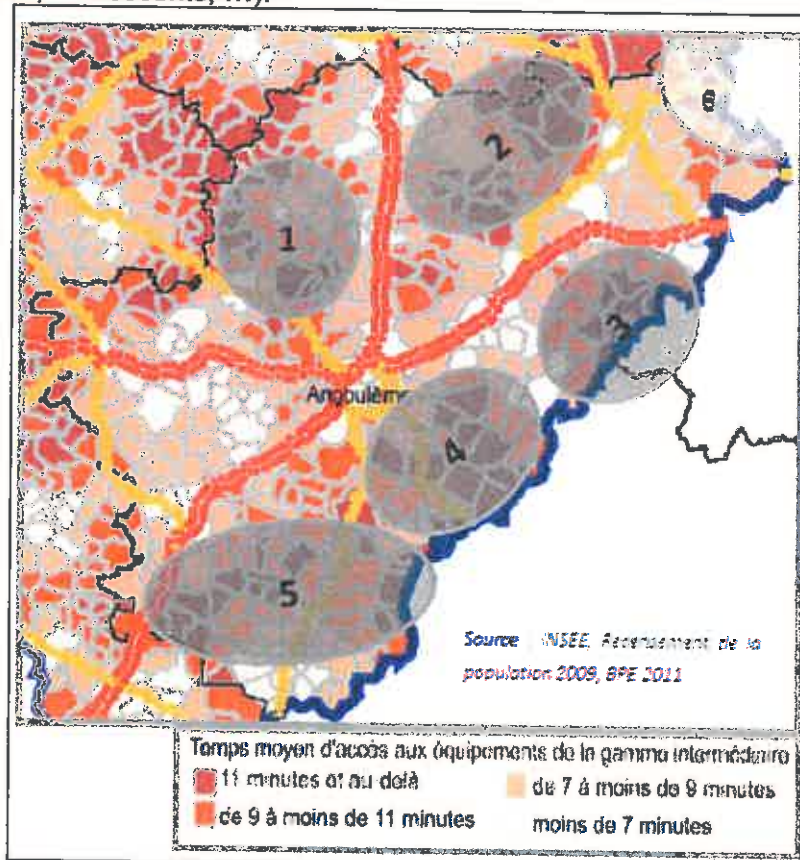 1
2
3
4
5
6
Angoulême
Source : INSEE, Recensement de la
population 2009, BPE 2011
Temps moyen d'accès aux équipements de la gamme intermédiaire
11 minutes et au delà
de 7 à moins de 9 minutes
de 9 à moins de 11 minutes
moins de 7 minutes